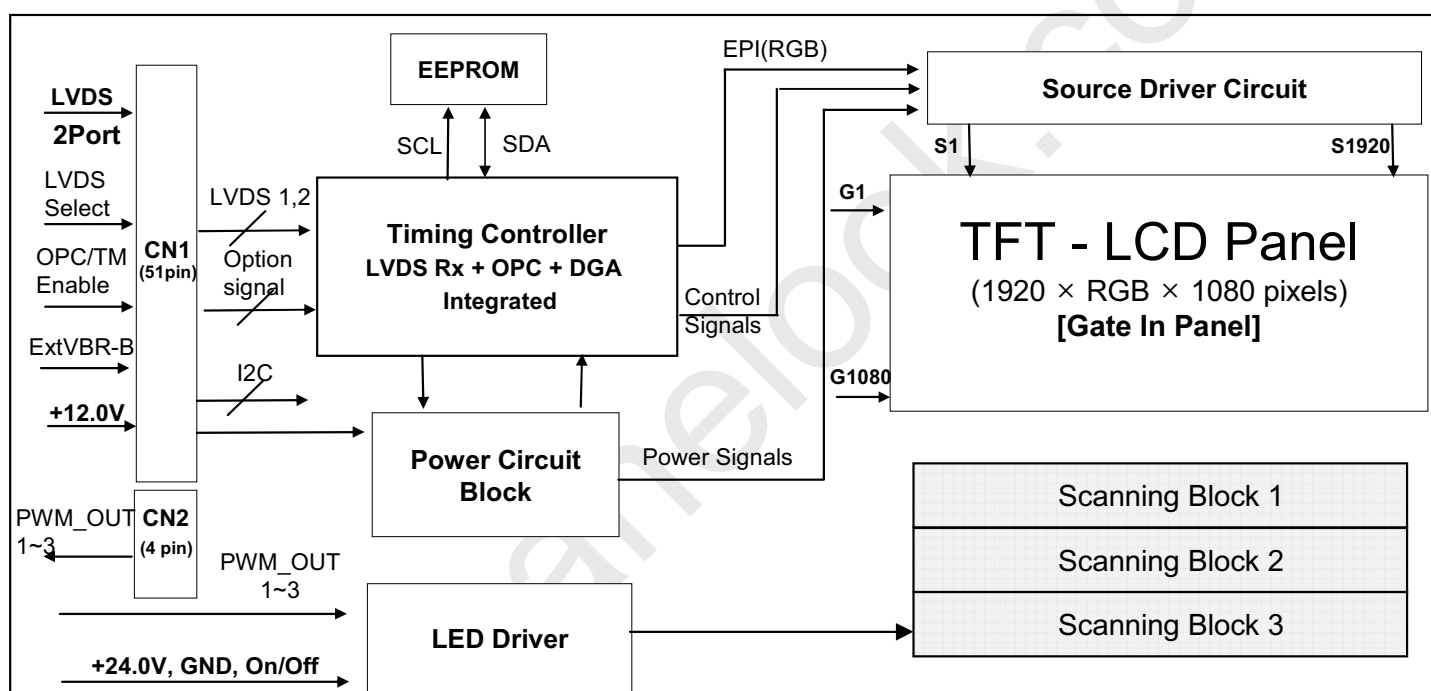 EEPROM
EPI(RGB)
Source Driver Circuit
LVDS
2Port
SCL
SDA
S1
S1920
LVDS
Select
LVDS 1,2
G1
CN1
(51pin)
OPC/TM
Enable
Option
signal
Timing Controller
LVDS Rx + OPC + DGA
Integrated
Control
Signals
TFT - LCD Panel
(1920 × RGB × 1080 pixels)
[Gate In Panel]
ExtVBR-B
I2C
G1080
+12.0V
Power Circuit
Block
Power Signals
Scanning Block 1
Scanning Block 2
Scanning Block 3
PWM_OUT
1~3
CN2
(4 pin)
PWM_OUT
1~3
LED Driver
+24.0V, GND, On/Off